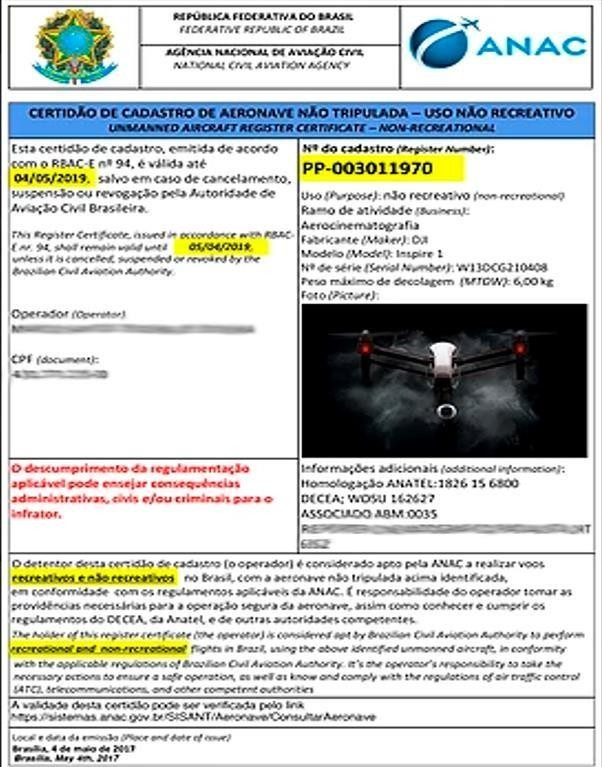 REPÚBLICA FEDERATIVA DO BRASIL
FEDERATIVE REPUBLIC OF BRAZIL
AGÊNCIA NACIONAL DE AVIAÇÃO CIVIL
NATIONAL CIVIL AVIATION AGENCY
ANAC
CERTIDÃO DE CADASTRO DE AERONAVE NÃO TRIPULADA – USO NÃO RECREATIVO
UNMANNED AIRCRAFT REGISTER CERTIFICATE – NON-RECREATIONAL
Esta certidão de cadastro, emitida de acordo
com o RBAC-E nº 94, é válida até
04/05/2019, salvo em caso de cancelamento,
suspensão ou revogação pela Autoridade de
Aviação Civil Brasileira.
This Register Certificate, issued in accordance with RBAC-
E nr. 94, shall remain valid until 05/04/2019,
unless it is cancelled, suspended or revoked by the
Brazilian Civil Aviation Authority.
Operador (Operator)
CPF (document):
Nº do cadastro (Register Number):
PP-003011970
Uso (Purpose): não recreativo (non-recreational)
Ramo de atividade (Business):
Aerocinematografia
Fabricante (Maker): DJI
Modelo (Model): Inspire 1
Nº de série (Serial Number): W13DCG210408
Peso máximo de decolagem (MTOW): 6,00 kg
Foto (Picture):
O descumprimento da regulamentação
aplicável pode ensejar consequências
administrativas, civis e/ou criminais para o
infrator.
Informações adicionais (additional information):
Homologação ANATEL:1826 15 6800
DECEA; WDSU 162627
ASSOCIADO ABM:0035
O detentor desta certidão de cadastro (o operador) é considerado apto pela ANAC a realizar voos
recreativos e não recreativos no Brasil, com a aeronave não tripulada acima identificada,
em conformidade com os regulamentos aplicáveis da ANAC. É responsabilidade do operador tomar as
providências necessárias para a operação segura da aeronave, assim como conhecer e cumprir os
regulamentos do DECEA, da Anatel, e de outras autoridades competentes.
The holder of this register certificate (the operator) is considered apt by Brazilian Civil Aviation Authority to perform
recreational and non-recreational flights in Brazil, using the above identified unmanned aircraft, in conformity
with the applicable regulations of Brazilian Civil Aviation Authority. It's the operator's responsibility to take the
necessary actions to ensure a safe operation, as well as know and comply with the regulations of air traffic control
(ATC), telecommunications, and other competent authorities
A validade desta certidão pode ser verificada pelo link
https://sistemas.anac.gov.br/SISANT/Aeronave/ConsultarAeronave
Local e data da emissão (Place and date of issue)
Brasília, 4 de maio de 2017
Brasilia, May 4th, 2017